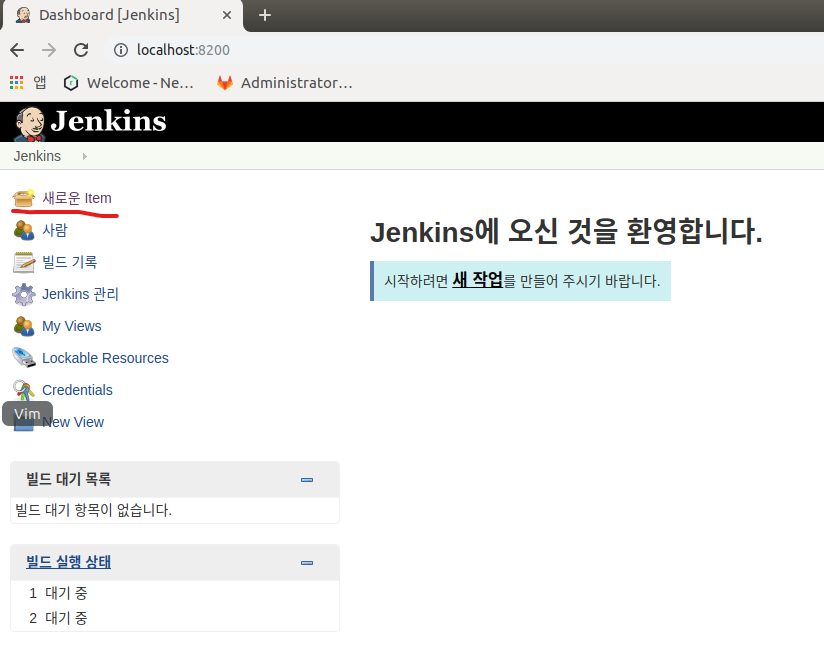 Dashboard [Jenkins]
localhost:8200
앱 Welcome - Ne... Administrator...
Jenkins
Jenkins
새로운 Item
사람
빌드 기록
Jenkins 관리
My Views
Lockable Resources
Credentials
Vim
New View
Jenkins에 오신 것을 환영합니다.
시작하려면 새 작업를 만들어 주시기 바랍니다.
빌드 대기 목록
빌드 대기 항목이 없습니다.
빌드 실행 상태
1 대기 중
2 대기 중